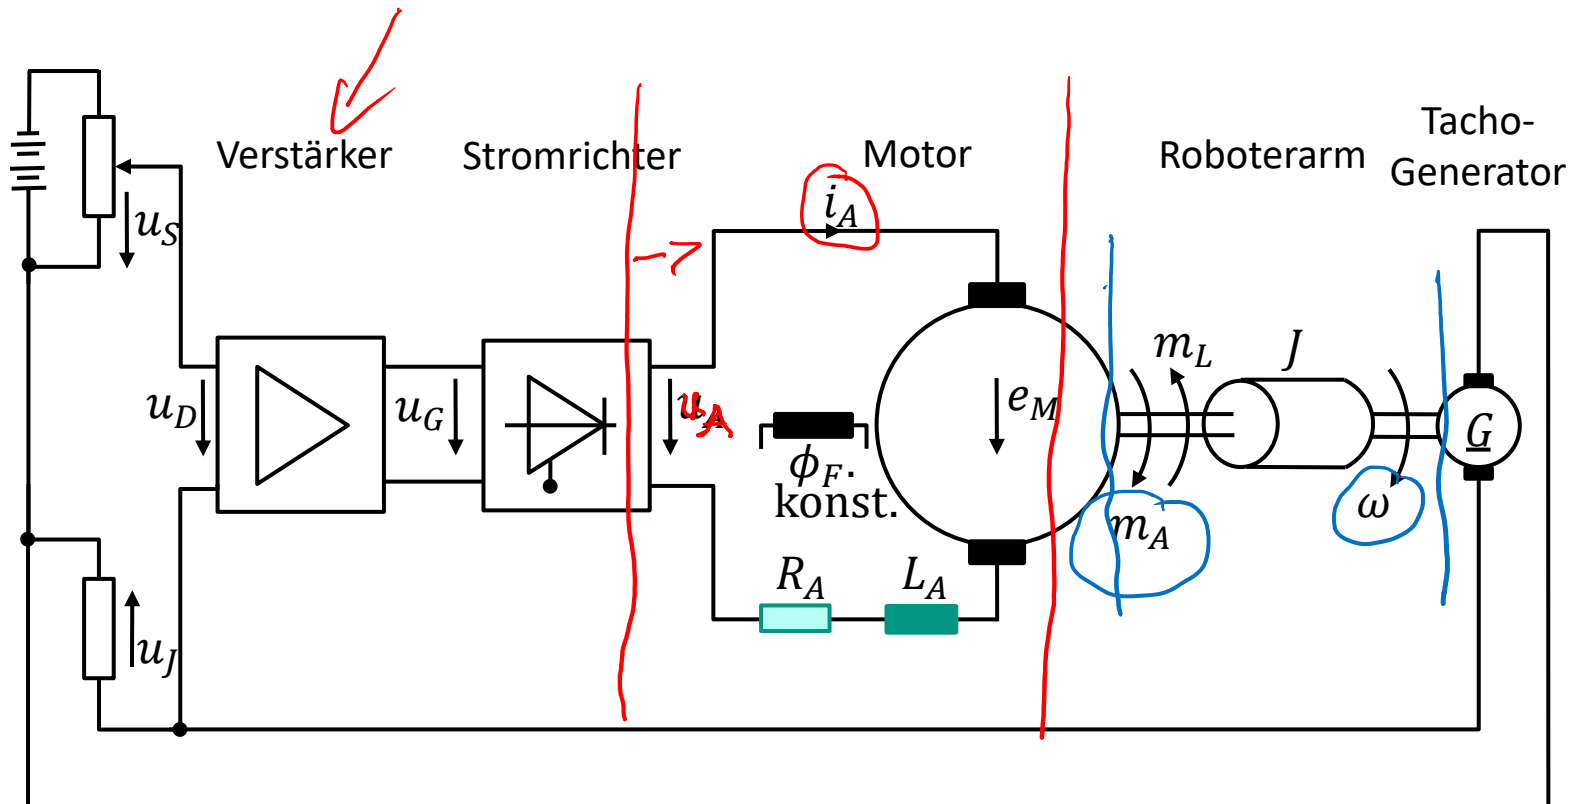 Verstärker
Stromrichter
Motor
Roboterarm
Tacho-
Generator
u_S
i_A
u_D
u_G
u_A
u_A
ϕ_F.
konst.
e_M
m_L
J
G
m_A
ω
R_A
L_A
u_J